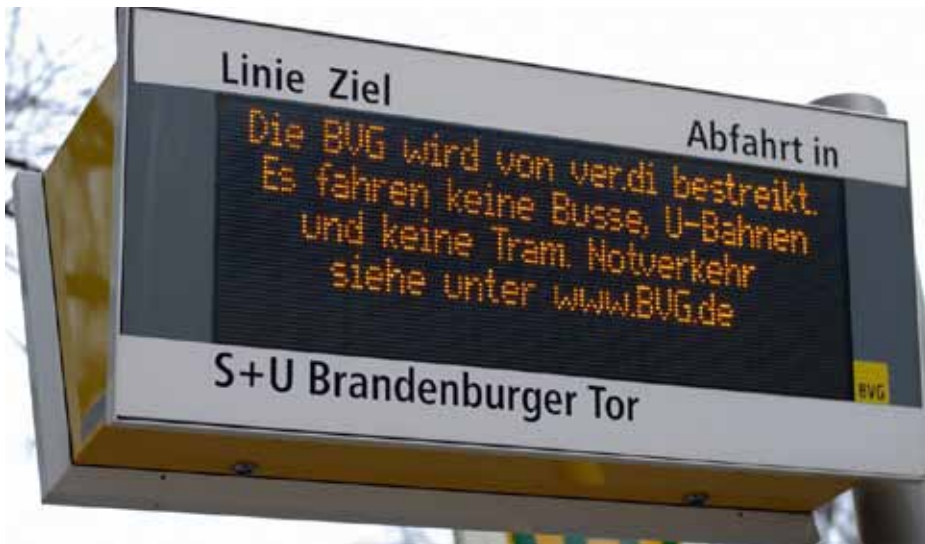 Linie Ziel
Abfahrt in
Die BVG wird von ver.di bestreikt.
Es fahren keine Busse, U-Bahnen
und keine Tram. Notverkehr
siehe unter www.BVG.de
S+U Brandenburger Tor
BVG